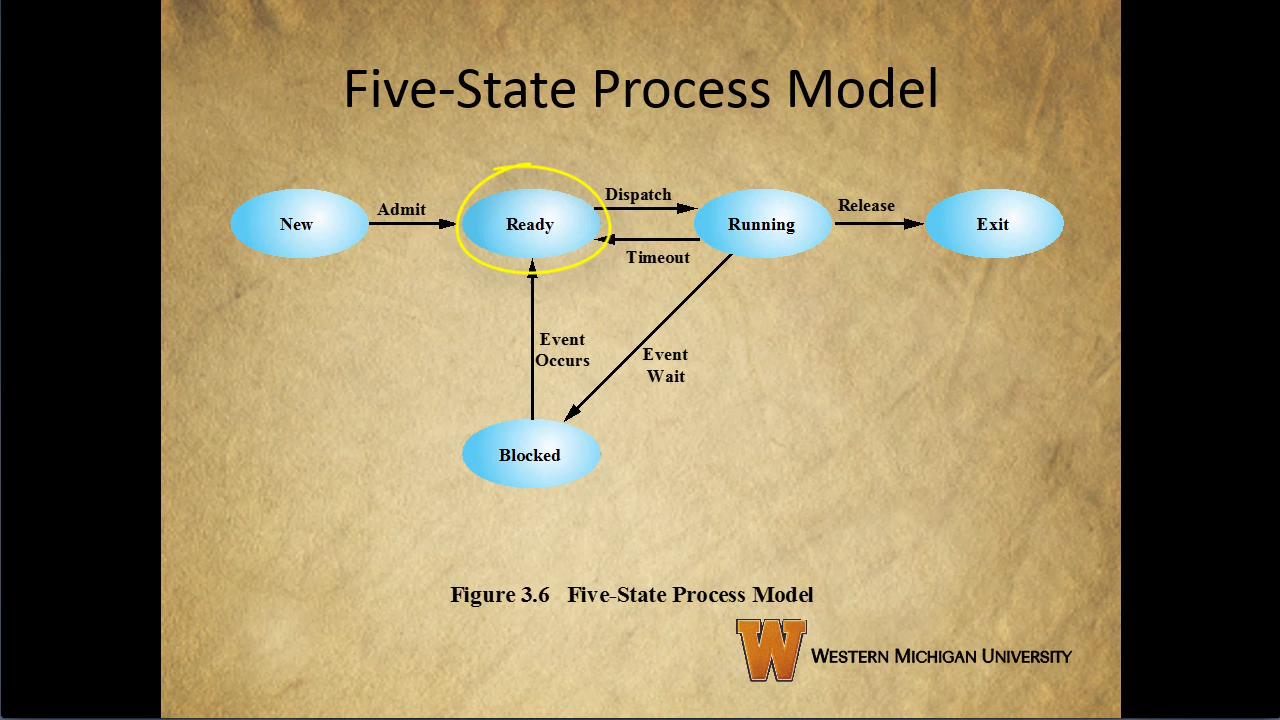 Five-State Process Model
New
Admit
Ready
Dispatch
Timeout
Running
Release
Exit
Event
Occurs
Event
Wait
Blocked
Figure 3.6 Five-State Process Model
W WESTERN MICHIGAN UNIVERSITY